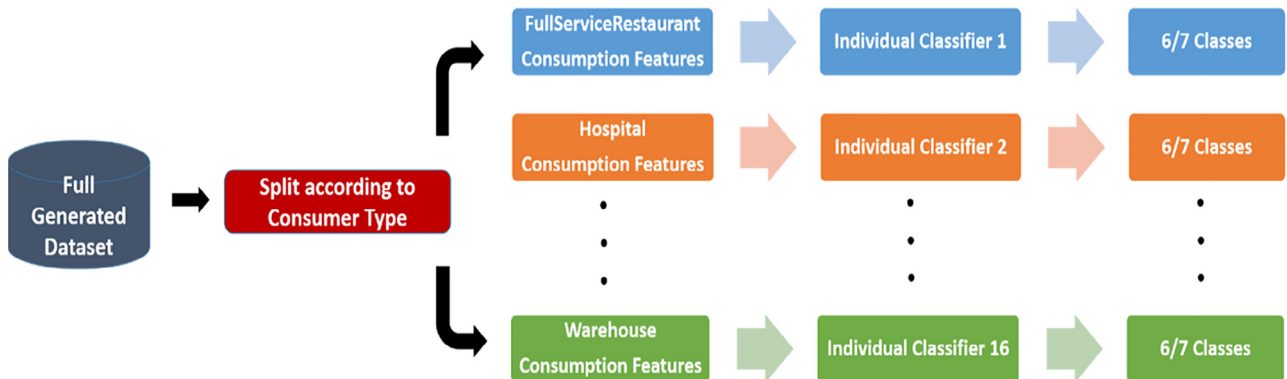 Full
Generated
Dataset
Split according to
Consumer Type
FullServiceRestaurant
Consumption Features
Individual Classifier 1
6/7 Classes
Hospital
Consumption Features
Individual Classifier 2
6/7 Classes
Warehouse
Consumption Features
Individual Classifier 16
6/7 Classes